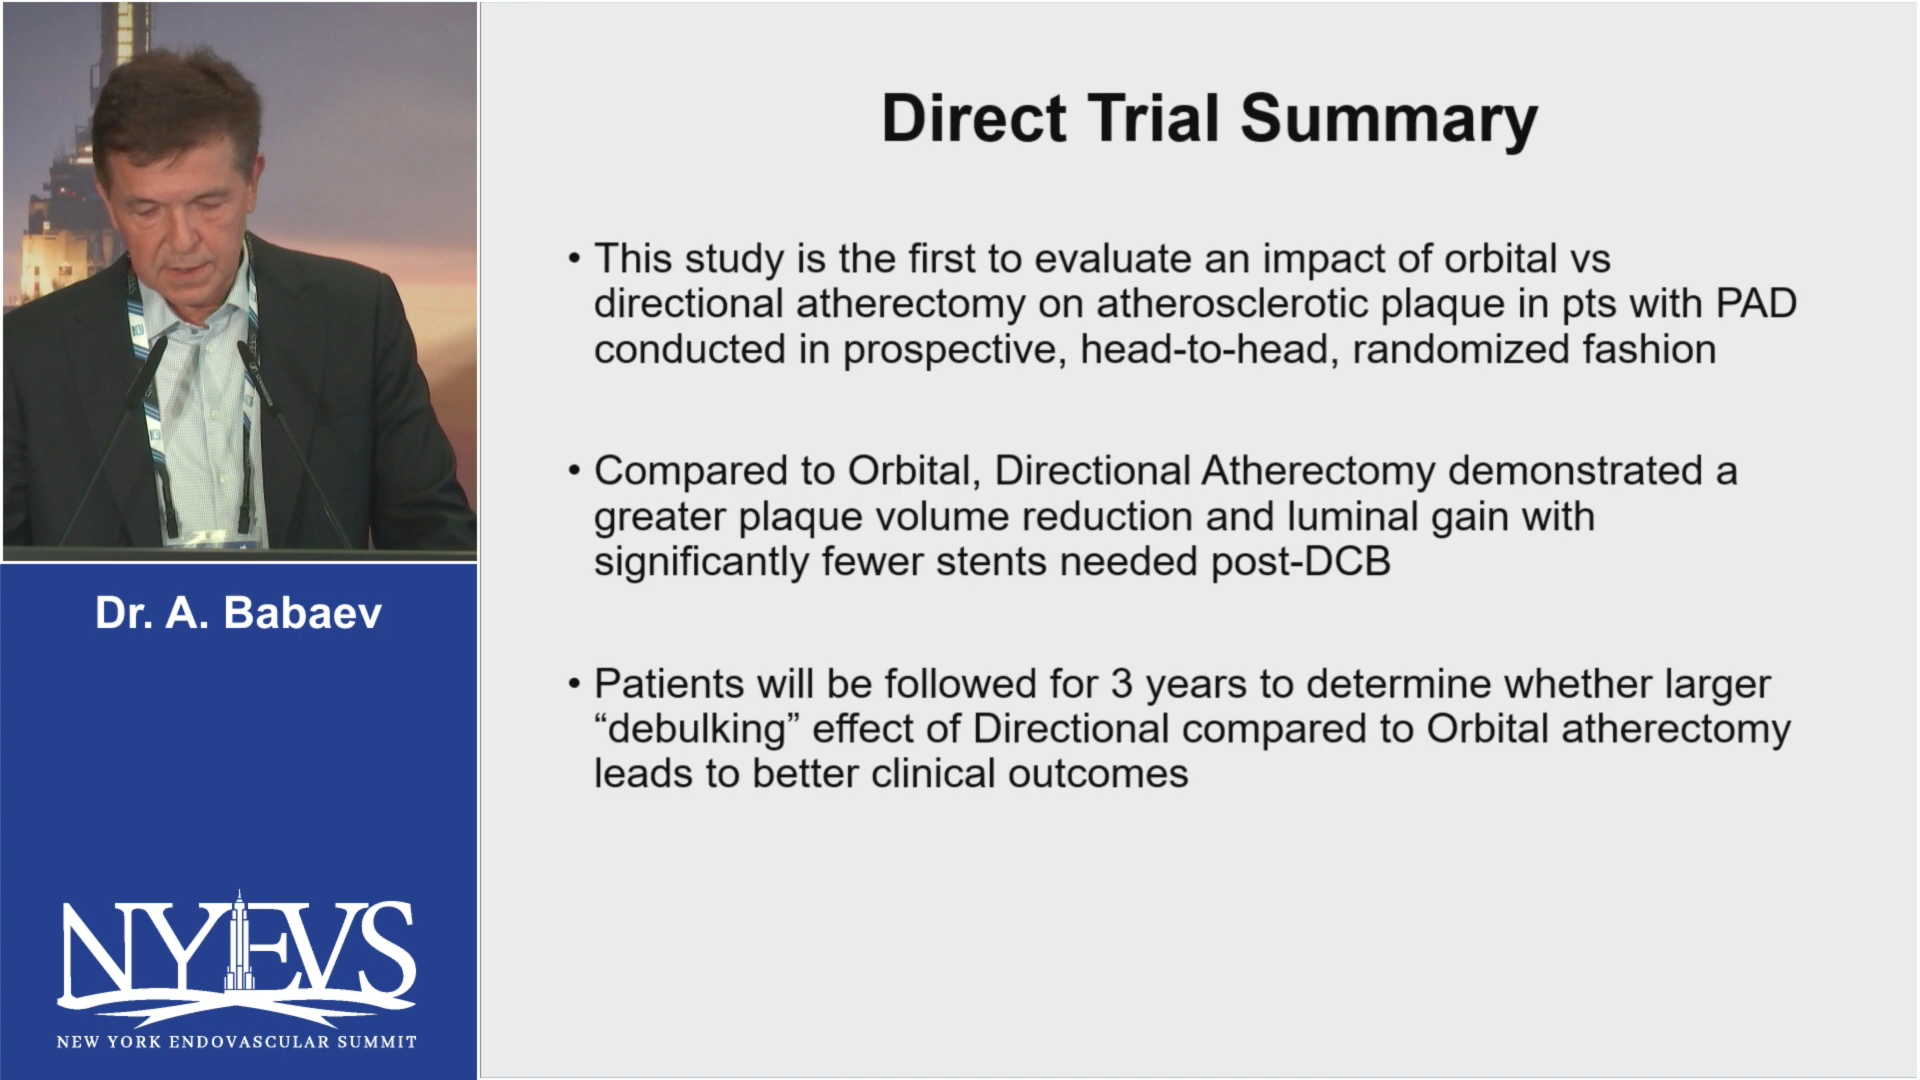 Direct Trial Summary
• This study is the first to evaluate an impact of orbital vs
directional atherectomy on atherosclerotic plaque in pts with PAD
conducted in prospective, head-to-head, randomized fashion
• Compared to Orbital, Directional Atherectomy demonstrated a
greater plaque volume reduction and luminal gain with
significantly fewer stents needed post-DCB
• Patients will be followed for 3 years to determine whether larger
“debulking” effect of Directional compared to Orbital atherectomy
leads to better clinical outcomes
Dr. A. Babaev
NYEVS
NEW YORK ENDOVASCULAR SUMMIT